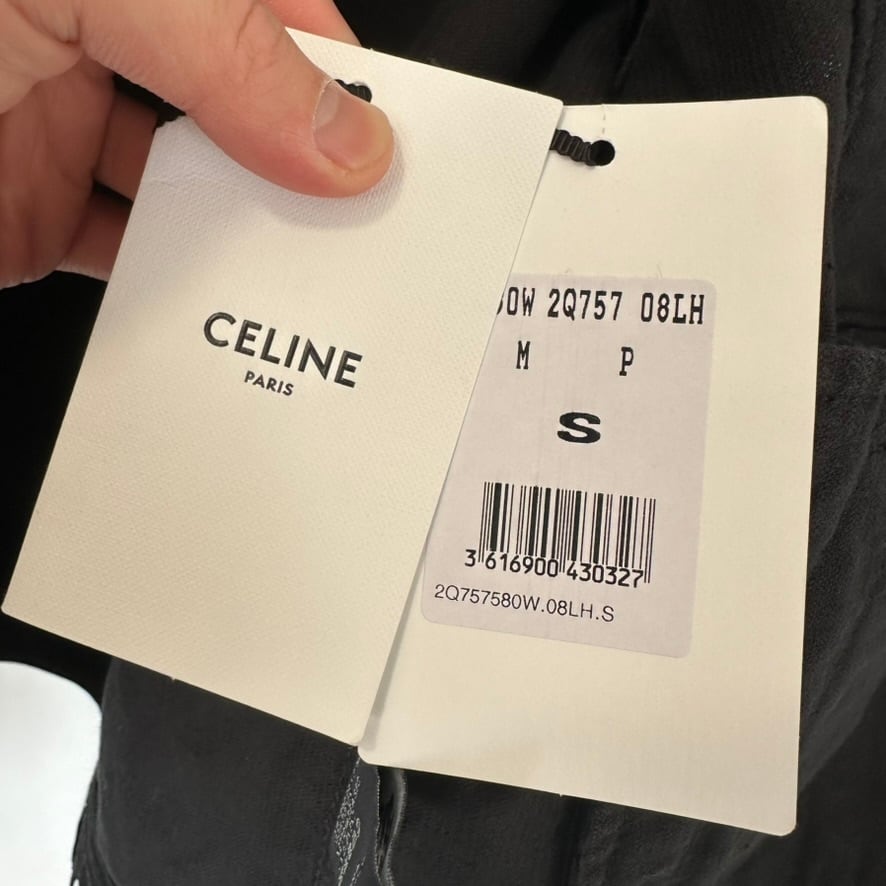 CELINE
PARIS
0W 2Q757 08LH
M P
S
3 616900 430327
2Q757580W.08LH.S